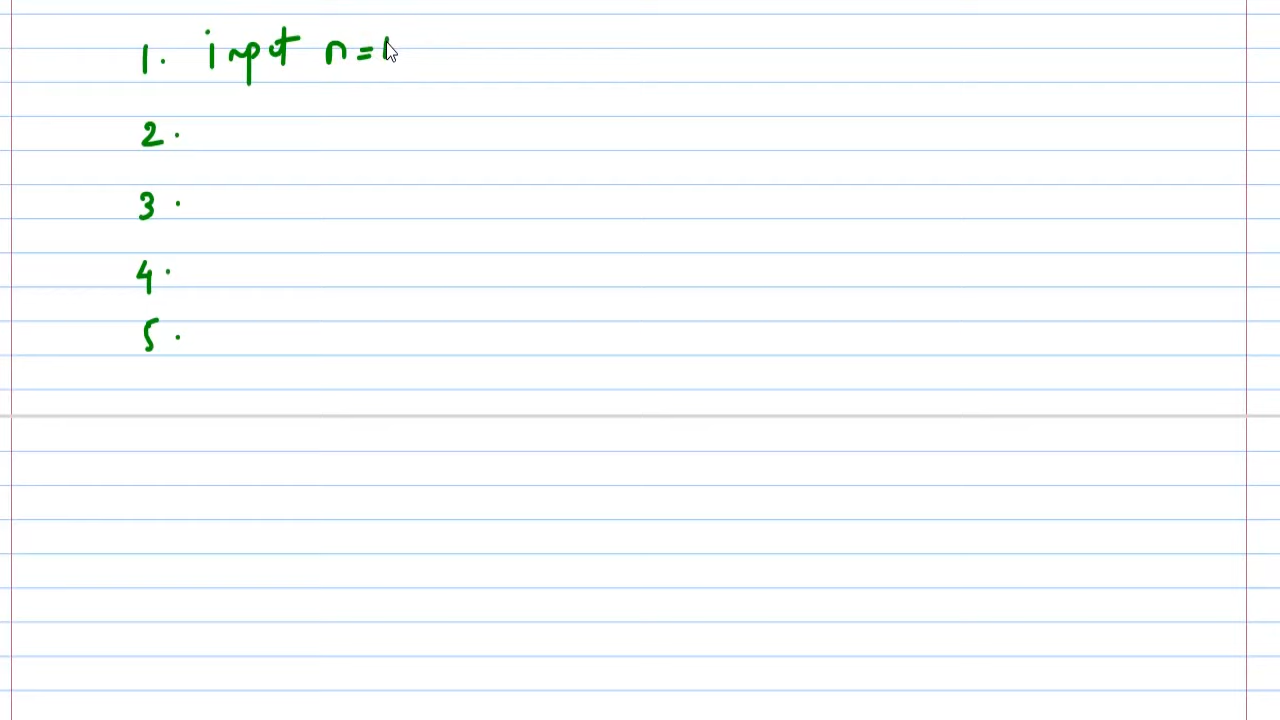 1. input n=
2.
3.
4.
5.